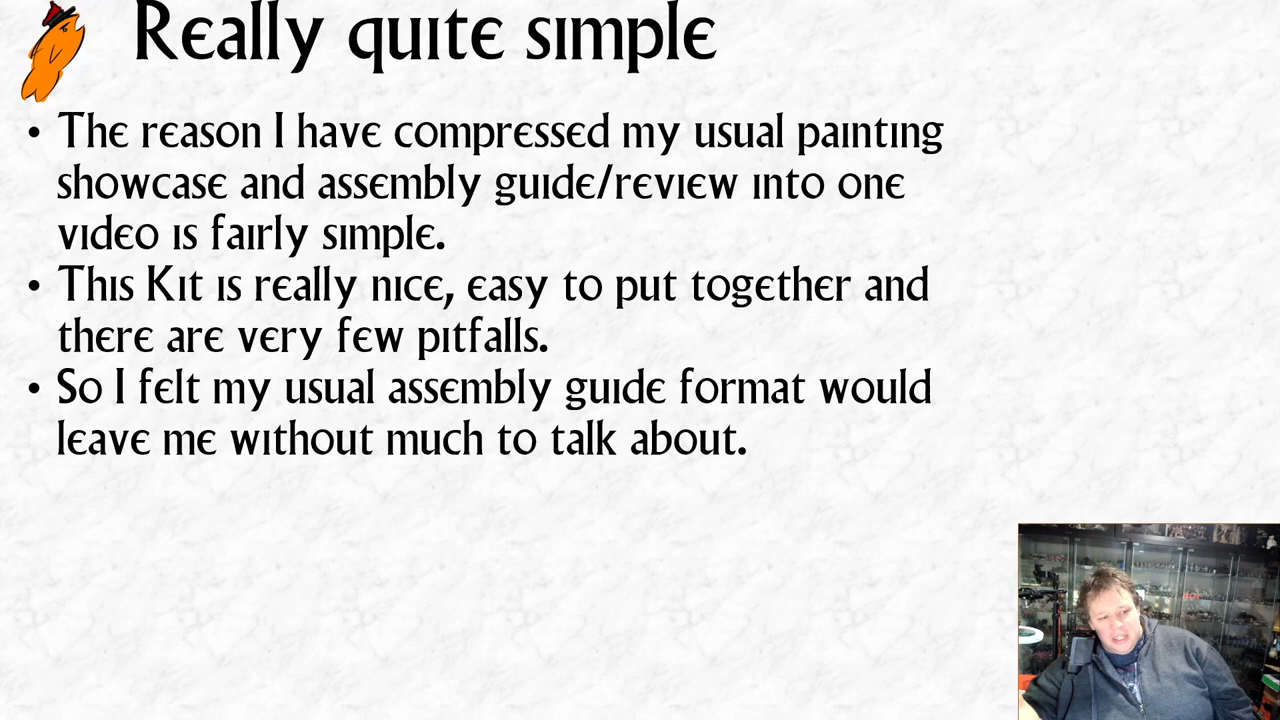 Really quite simple
• The reason I have compressed my usual painting
showcase and assembly guide/review into one
video is fairly simple.
• This Kit is really nice, easy to put together and
there are very few pitfalls.
• So I felt my usual assembly guide format would
leave me without much to talk about.